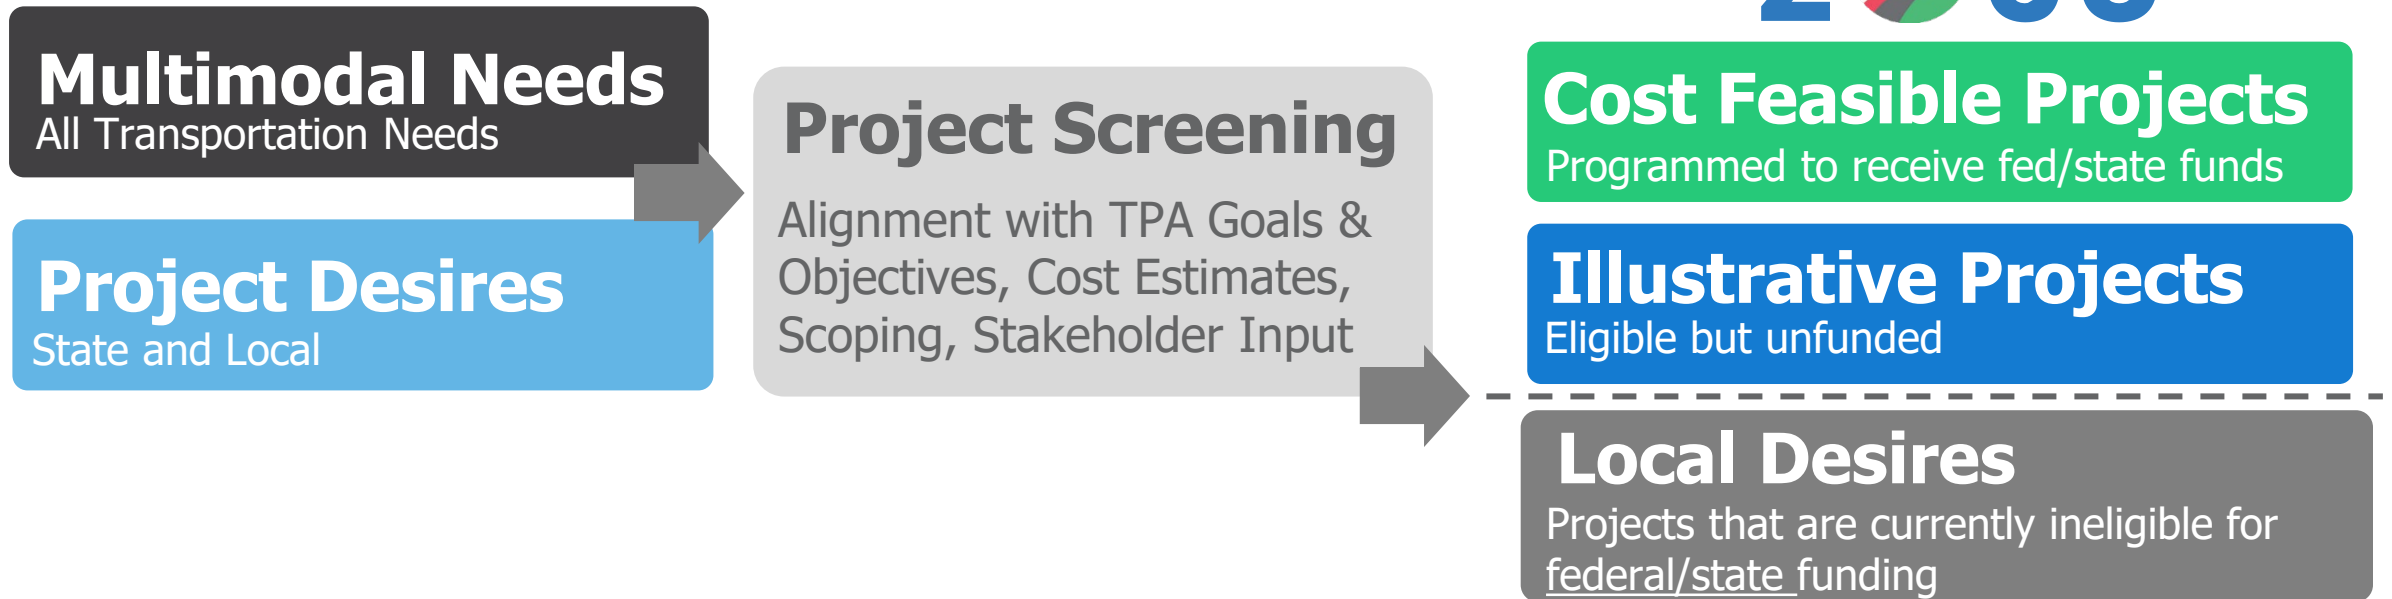 Multimodal Needs
All Transportation Needs
Project Desires
State and Local
Project Screening
Alignment with TPA Goals &
Objectives, Cost Estimates,
Scoping, Stakeholder Input
Cost Feasible Projects
Programmed to receive fed/state funds
Illustrative Projects
Eligible but unfunded
Local Desires
Projects that are currently ineligible for
federal/state funding